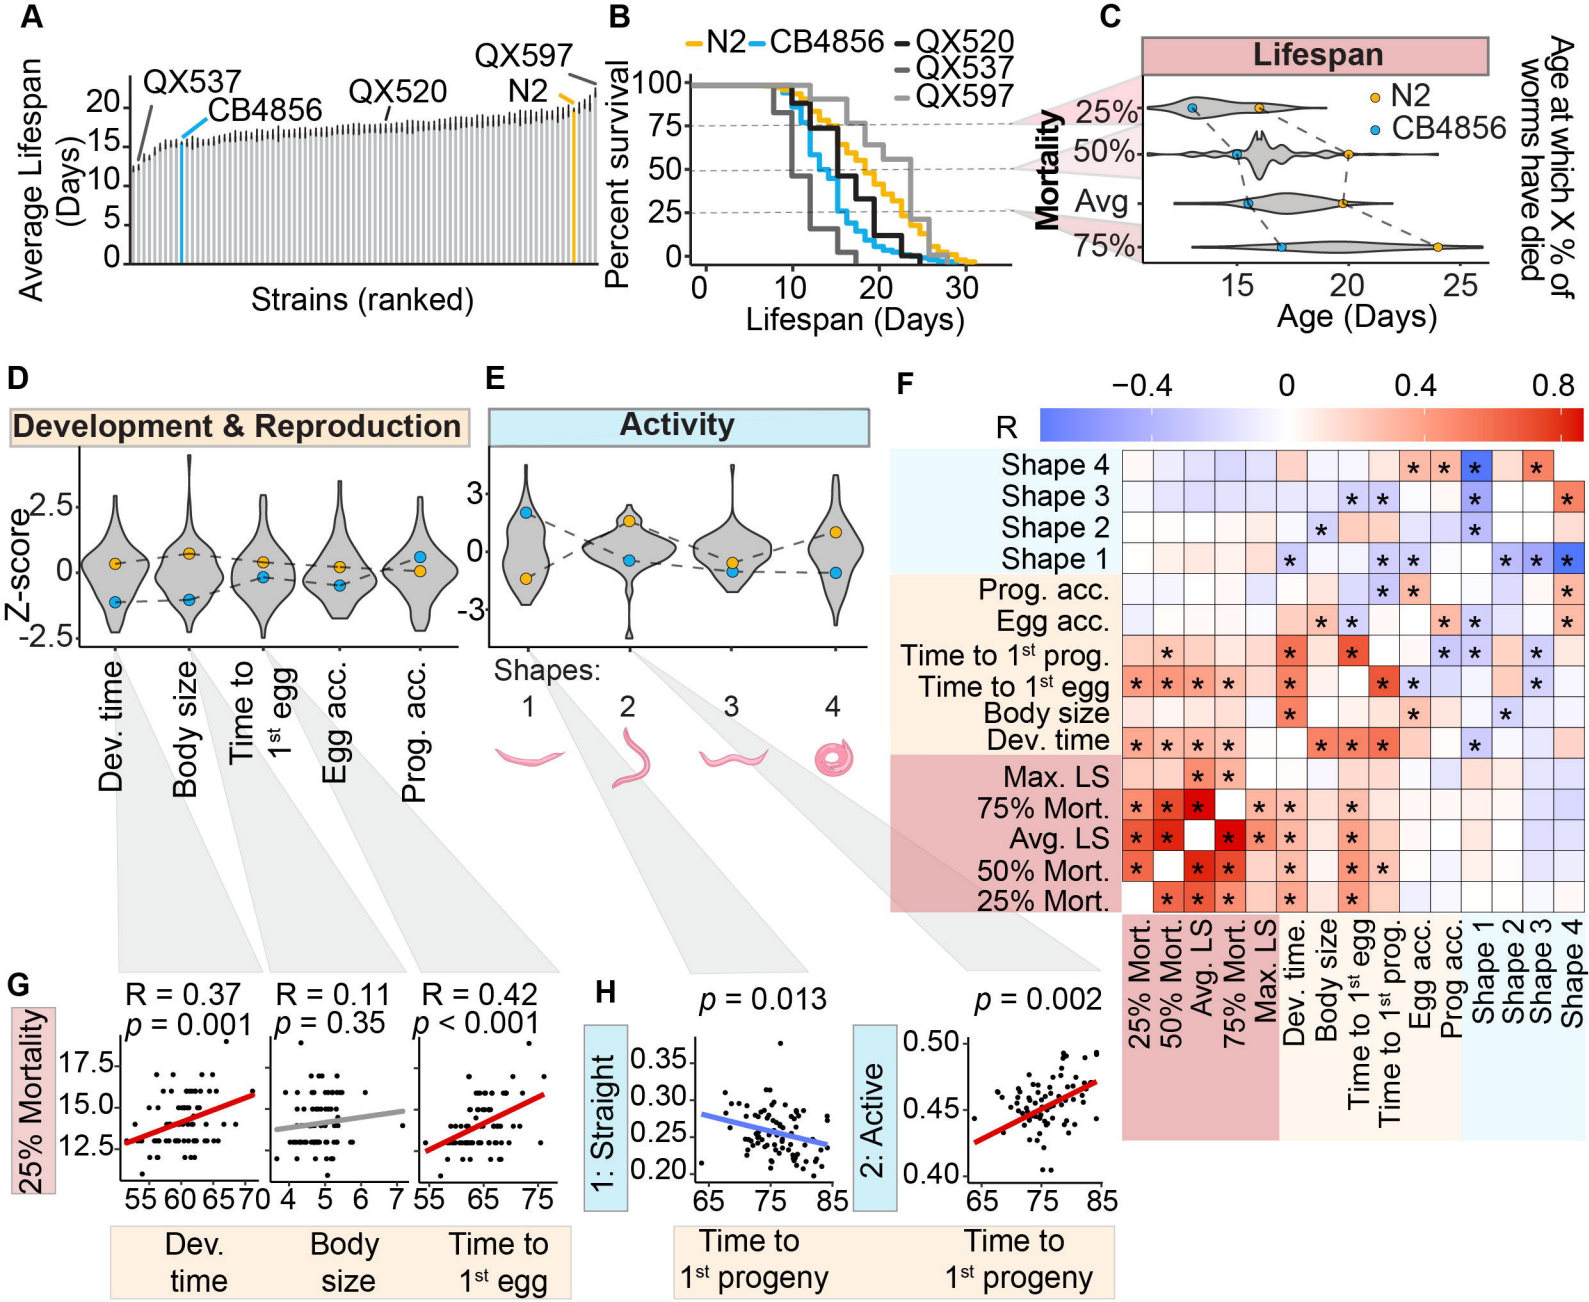 A
Average Lifespan
(Days)
20
15
10
5
0
QX537
CB4856
QX520
QX597
N2
Strains (ranked)
B
N2
CB4856
QX520
QX537
QX597
Percent survival
100
75
50
25
0
0
10
20
30
Lifespan (Days)
C
Lifespan
Mortality
25%
50%
Avg
75%
N2
CB4856
15
20
25
Age (Days)
Age at which X % of
worms have died
D
Development & Reproduction
Z-score
2.5
0
-2.5
Dev. time
Body size
Time to
1st egg
Egg acc.
Prog. acc.
E
Activity
3
0
-3
Shapes:
1
2
3
4
F
R
−0.4
0
0.4
0.8
Shape 4
Shape 3
Shape 2
Shape 1
Prog. acc.
Egg acc.
Time to 1st prog.
Time to 1st egg
Body size
Dev. time
Max. LS
75% Mort.
Avg. LS
50% Mort.
25% Mort.
25% Mort.
50% Mort.
Avg. LS
75% Mort.
Max. LS
Dev. time.
Body size
Time to 1st egg
Time to 1st prog.
Egg acc.
Prog acc.
Shape 1
Shape 2
Shape 3
Shape 4
G
25% Mortality
R = 0.37
p = 0.001
R = 0.11
p = 0.35
R = 0.42
p < 0.001
17.5
15.0
12.5
55
60
65
70
4
5
6
7
55
65
75
Dev.
time
Body
size
Time to
1st egg
H
p = 0.013
1: Straight
0.35
0.30
0.25
0.20
65
75
85
Time to
1st progeny
p = 0.002
2: Active
0.50
0.45
0.40
65
75
85
Time to
1st progeny